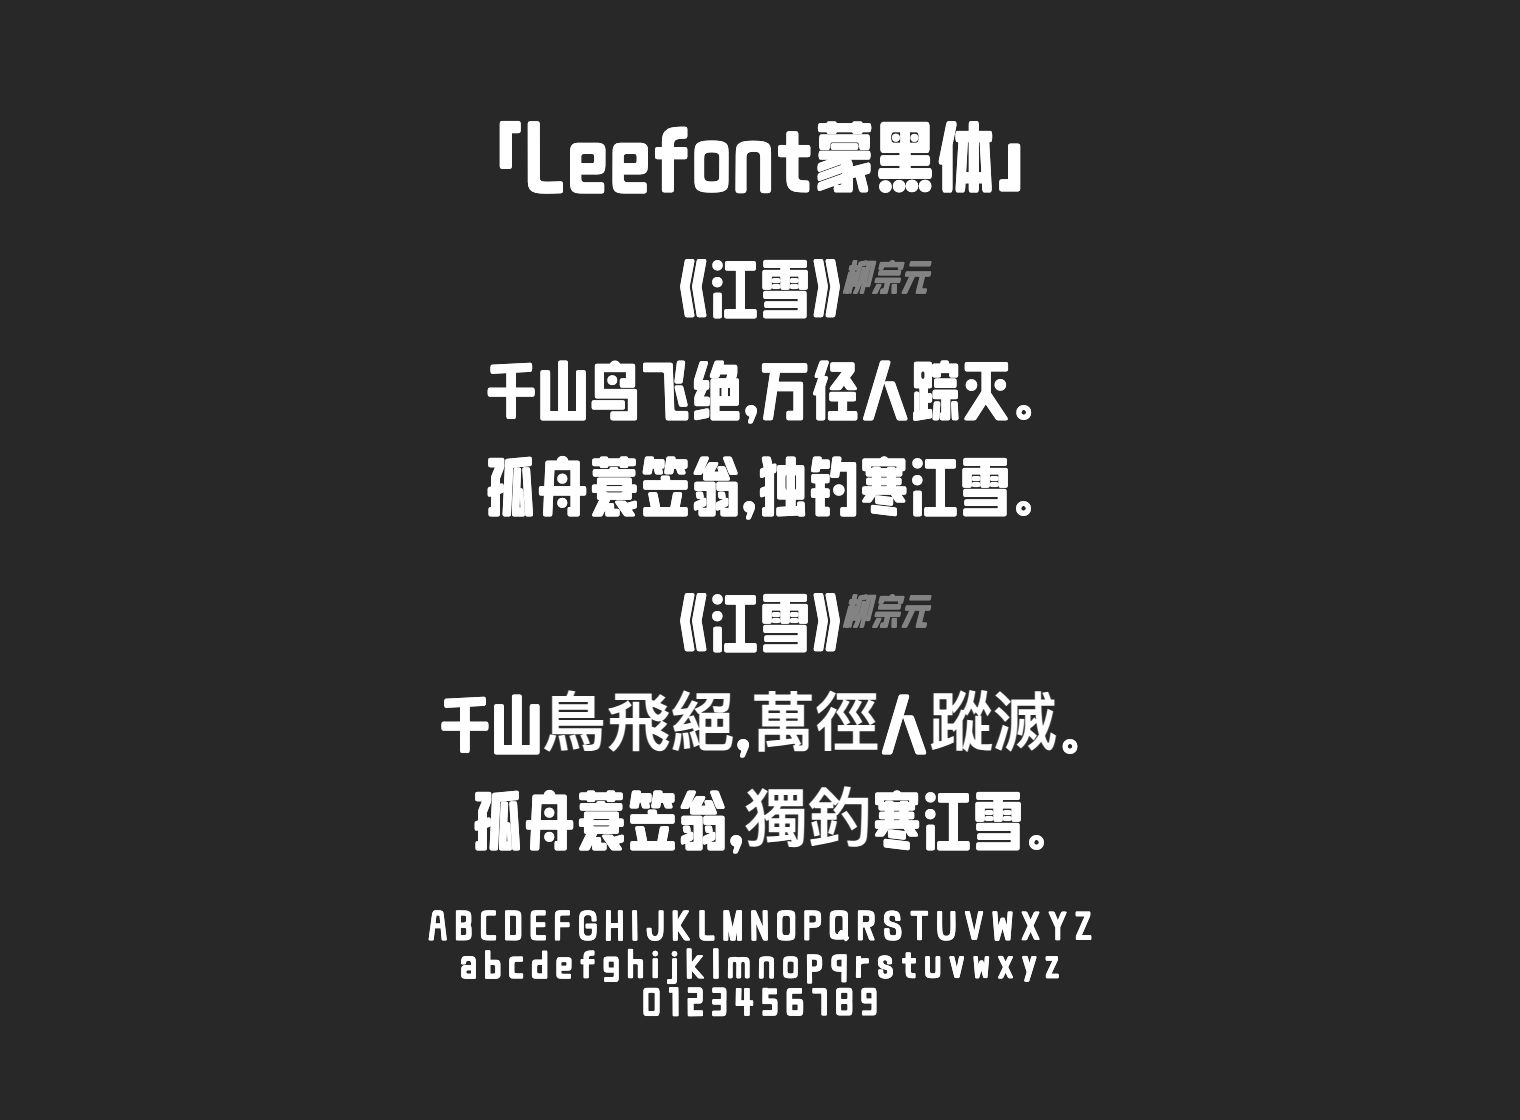 「Leefont蒙黑体」
《江雪》柳宗元
千山鸟飞绝,万径人踪灭。
孤舟蓑笠翁,独钓寒江雪。
《江雪》柳宗元
千山鳥飛絕,萬徑人蹤滅。
孤舟蓑笠翁,獨釣寒江雪。
ABCDEFGHIJKLMNOPQRSTUVWXYZ
abcdefghijklmnopqrstuvwxyz
0123456789